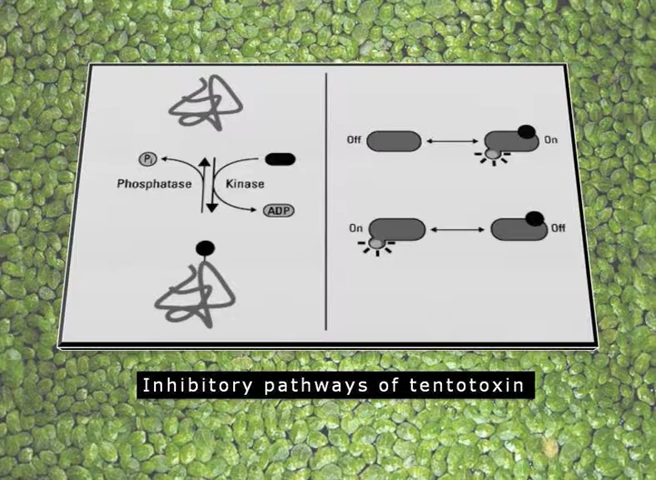 Off
On
Pi
Phosphatase Kinase
ADP
On
Off
Inhibitory pathways of tentotoxin